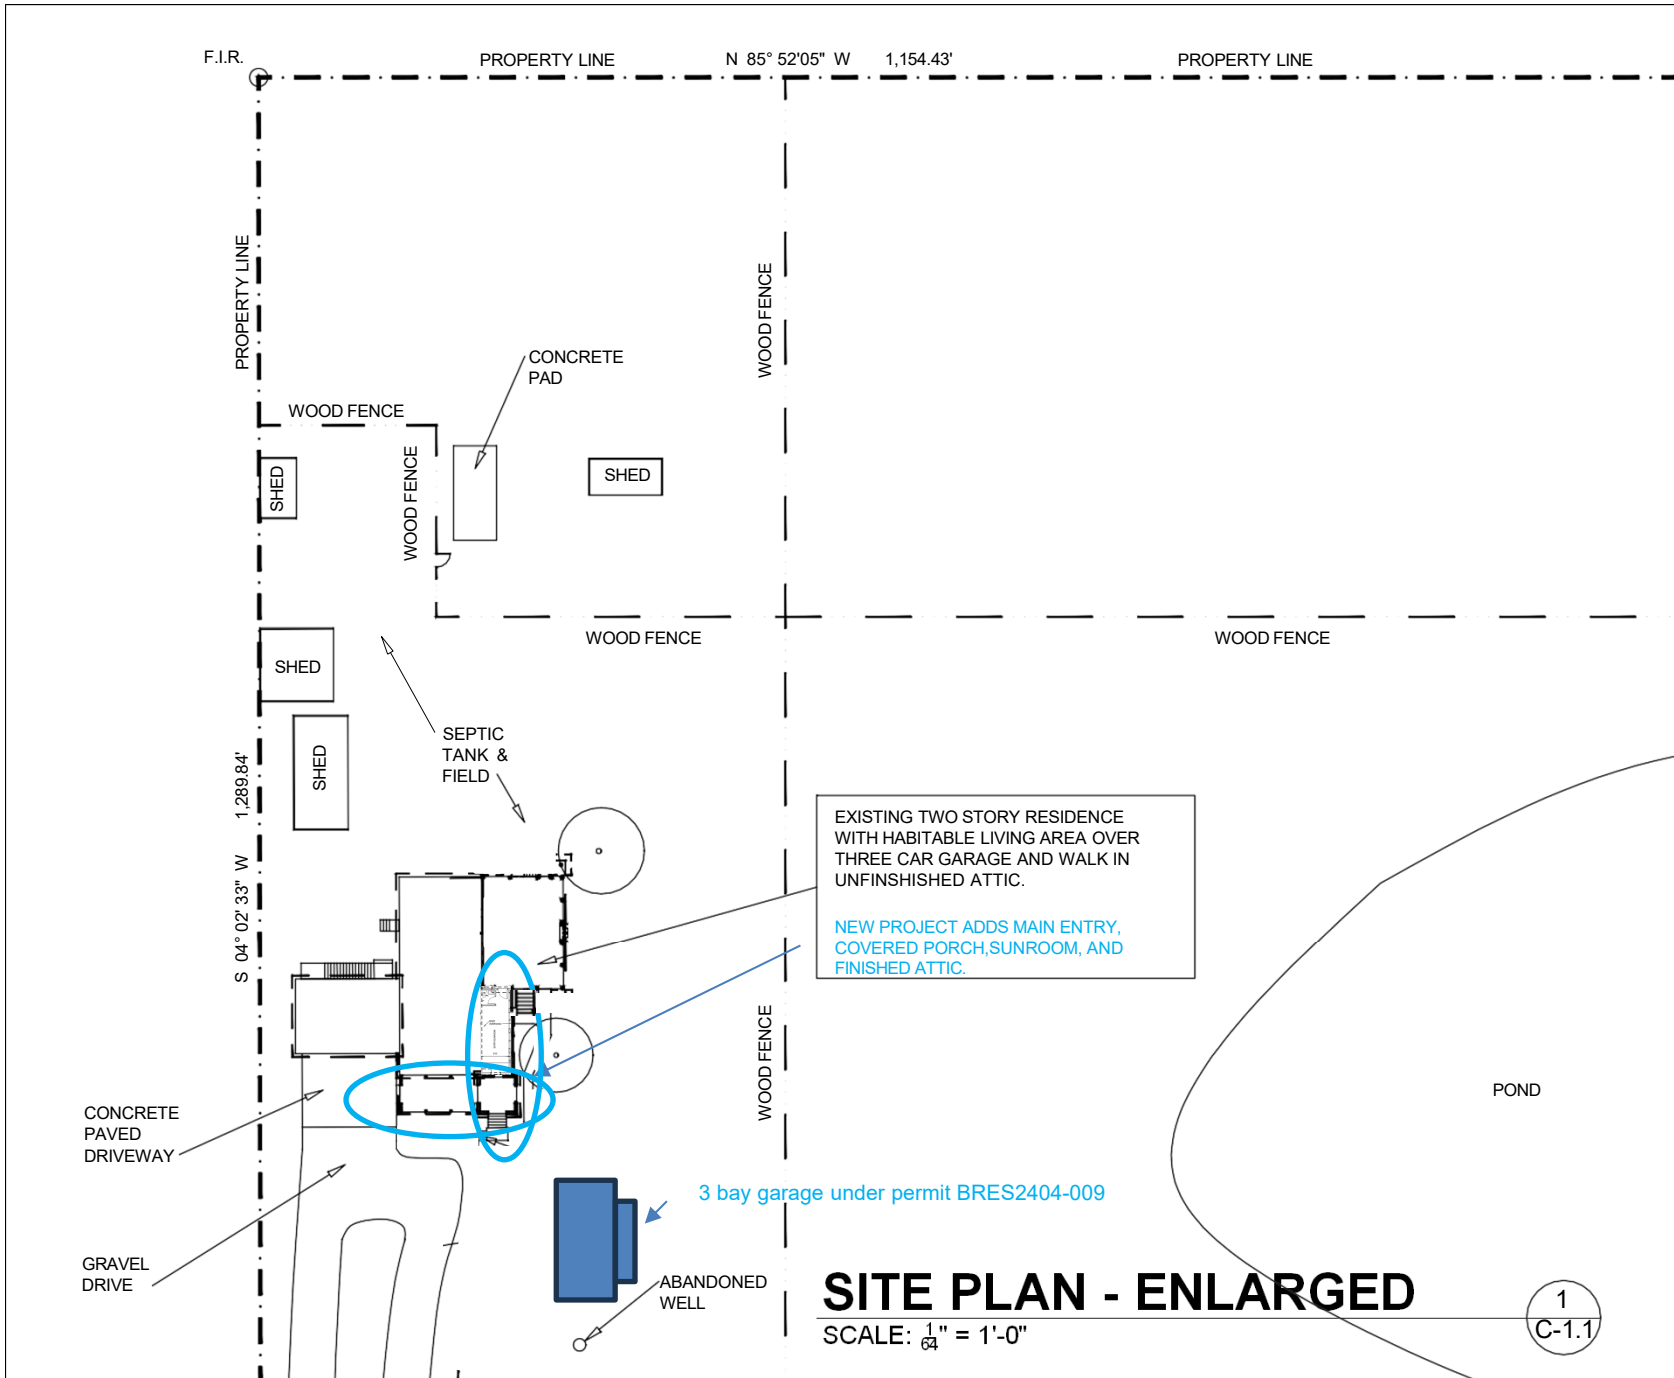 F.I.R.
PROPERTY LINE
N 85° 52'05" W
1,154.43'
PROPERTY LINE
PROPERTY LINE
WOOD FENCE
CONCRETE
PAD
WOOD FENCE
WOOD FENCE
SHED
SHED
WOOD FENCE
WOOD FENCE
SHED
SEPTIC
TANK &
FIELD
SHED
S 04° 02' 33" W 1,289.84'
EXISTING TWO STORY RESIDENCE
WITH HABITABLE LIVING AREA OVER
THREE CAR GARAGE AND WALK IN
UNFINSHISHED ATTIC.
NEW PROJECT ADDS MAIN ENTRY,
COVERED PORCH,SUNROOM, AND
FINISHED ATTIC.
WOOD FENCE
POND
CONCRETE
PAVED
DRIVEWAY
3 bay garage under permit BRES2404-009
GRAVEL
DRIVE
ABANDONED
WELL
SITE PLAN - ENLARGED
SCALE: 1/64" = 1'-0"
1
C-1.1